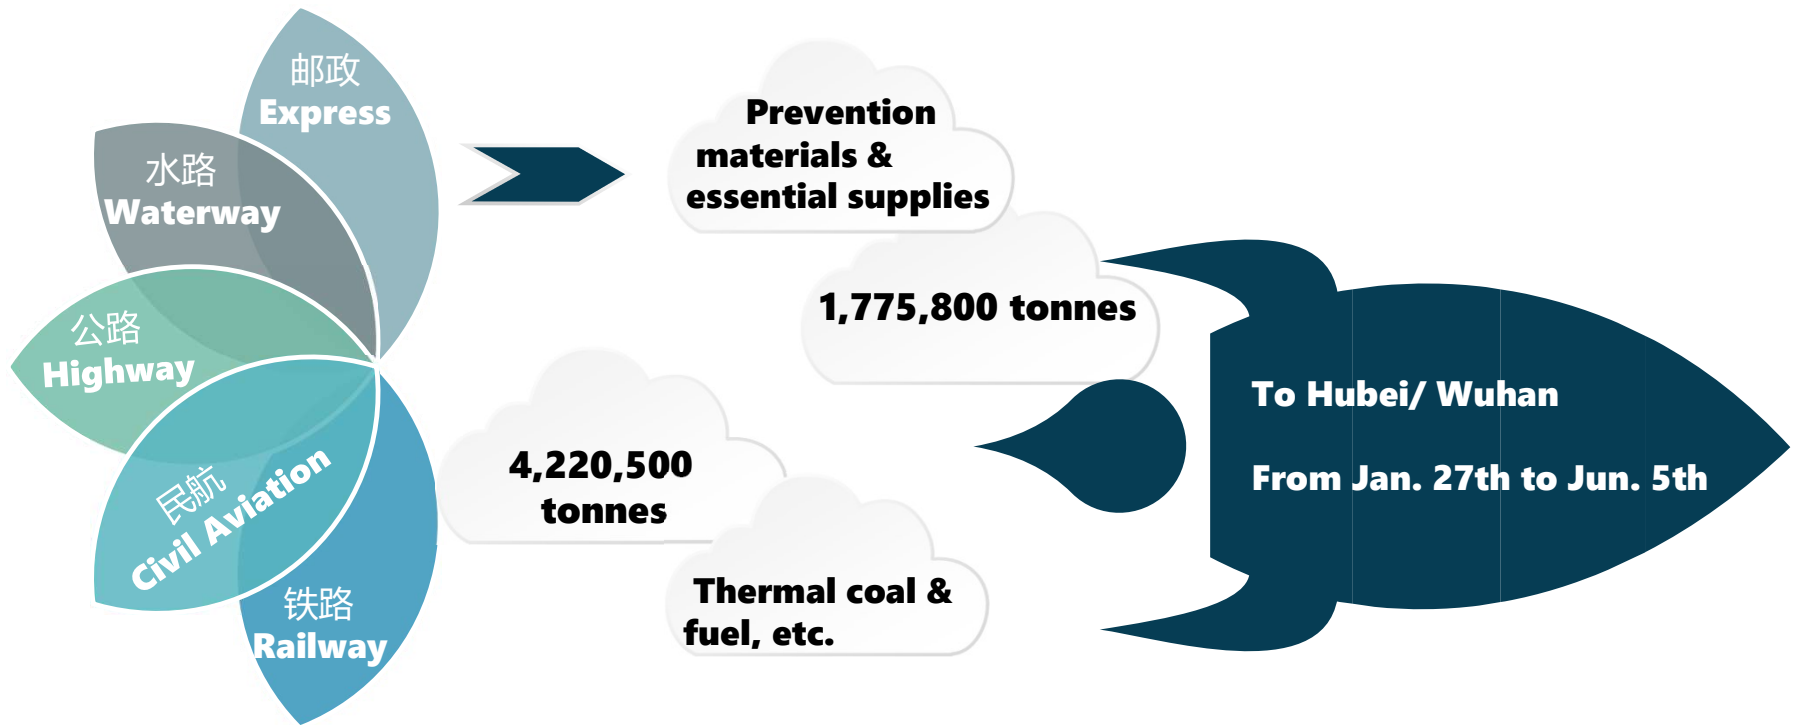 邮政
Express
水路
Waterway
公路
Highway
民航
Civil Aviation
铁路
Railway
Prevention
materials &
essential supplies
1,775,800 tonnes
4,220,500
tonnes
Thermal coal &
fuel, etc.
To Hubei/ Wuhan
From Jan. 27th to Jun. 5th